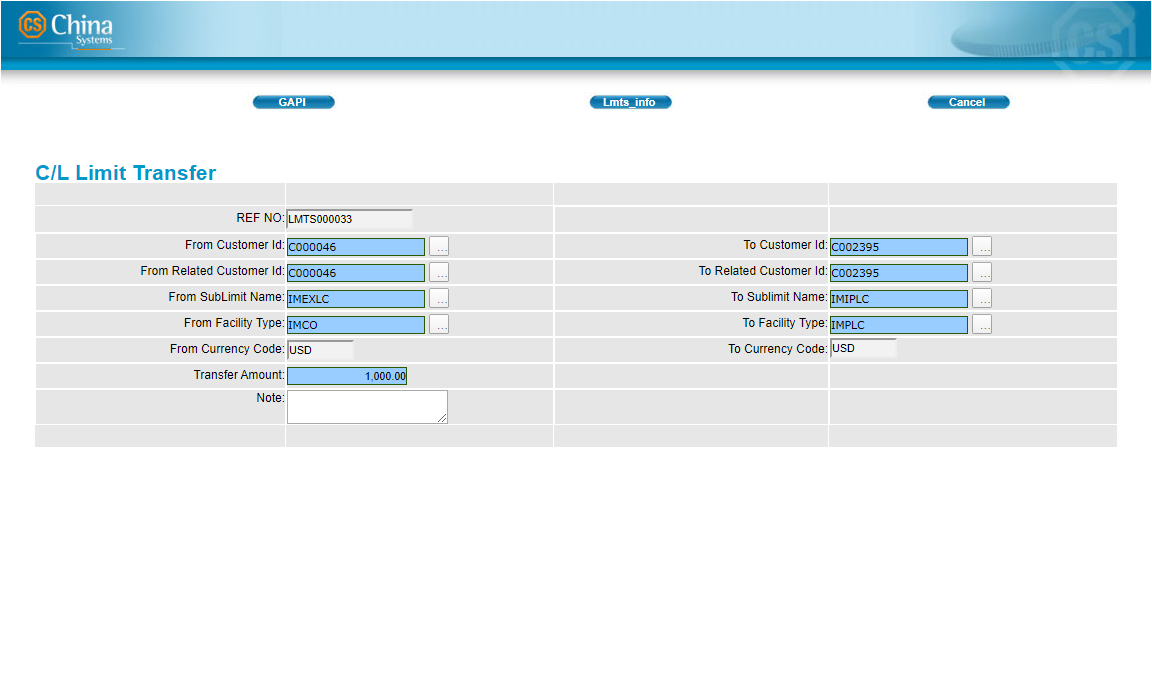 CS China
Systems
CSI
GAPI Lmts_info Cancel
C/L Limit Transfer
REF NO: LMTS000033
From Customer Id: C000046 ... To Customer Id: C002395 ...
From Related Customer Id: C000046 ... To Related Customer Id: C002395 ...
From SubLimit Name: IMEXLC ... To Sublimit Name: IMIPLC ...
From Facility Type: IMCO ... To Facility Type: IMPLC ...
From Currency Code: USD To Currency Code: USD
Transfer Amount: 1,000.00
Note: